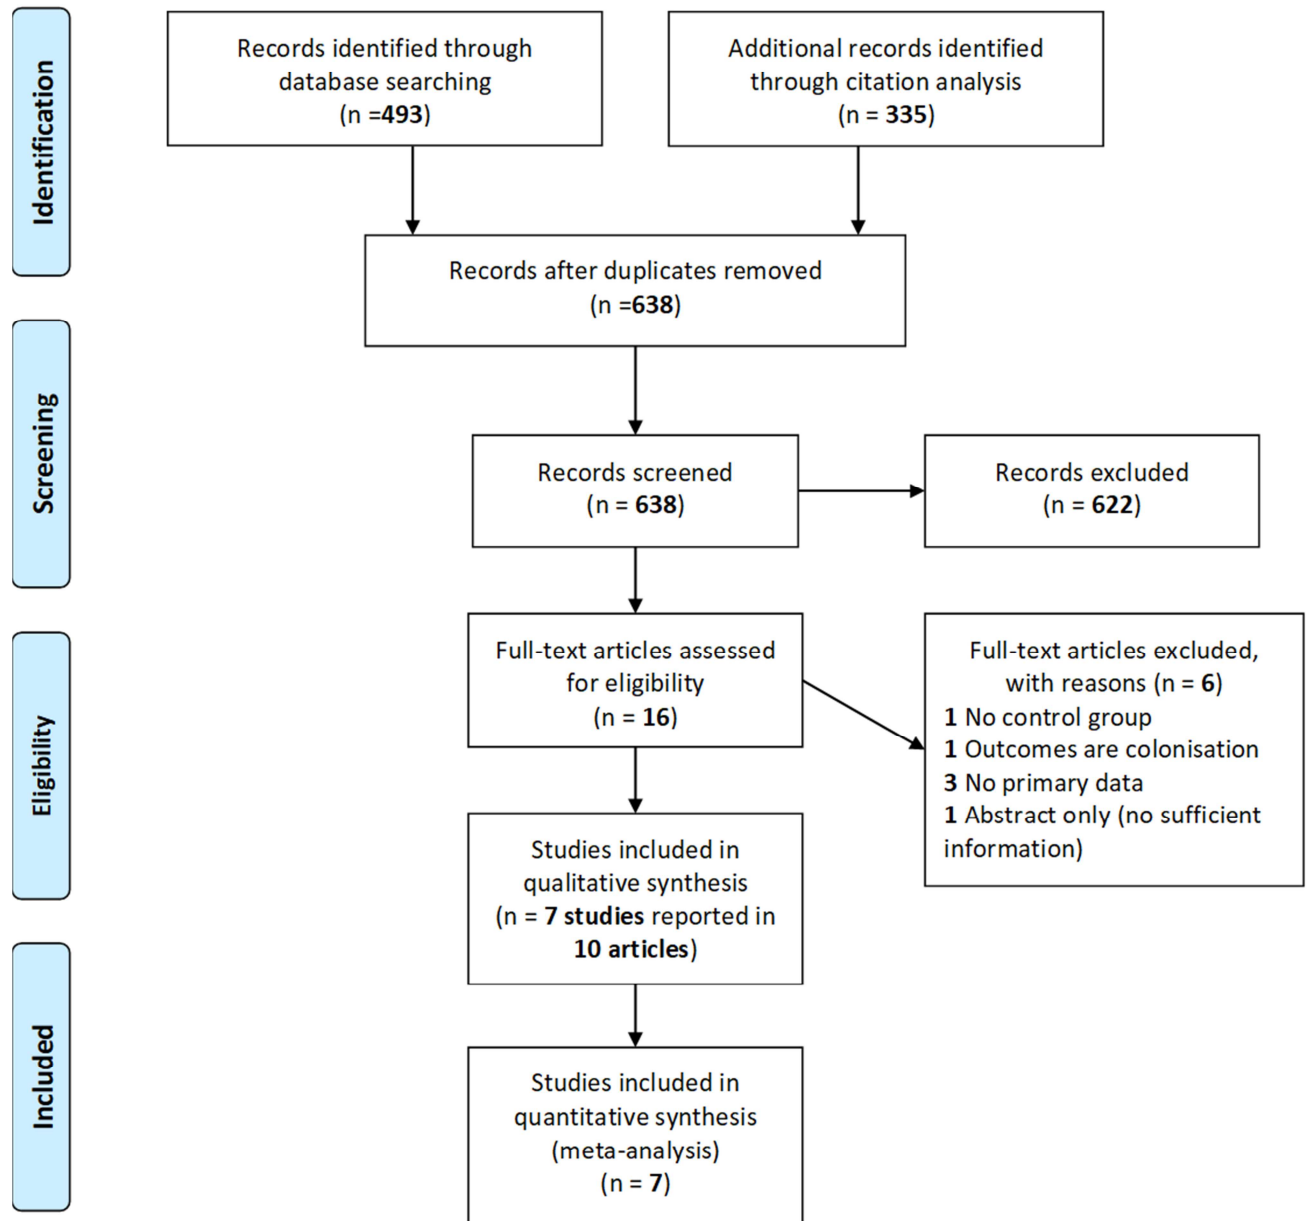 Identification
Records identified through
database searching
(n =493)
Additional records identified
through citation analysis
(n = 335)
Records after duplicates removed
(n =638)
Screening
Records screened
(n = 638)
Records excluded
(n = 622)
Eligibility
Full-text articles assessed
for eligibility
(n = 16)
Full-text articles excluded,
with reasons (n = 6)
1 No control group
1 Outcomes are colonisation
3 No primary data
1 Abstract only (no sufficient
information)
Studies included in
qualitative synthesis
(n = 7 studies reported in
10 articles)
Included
Studies included in
quantitative synthesis
(meta-analysis)
(n = 7)